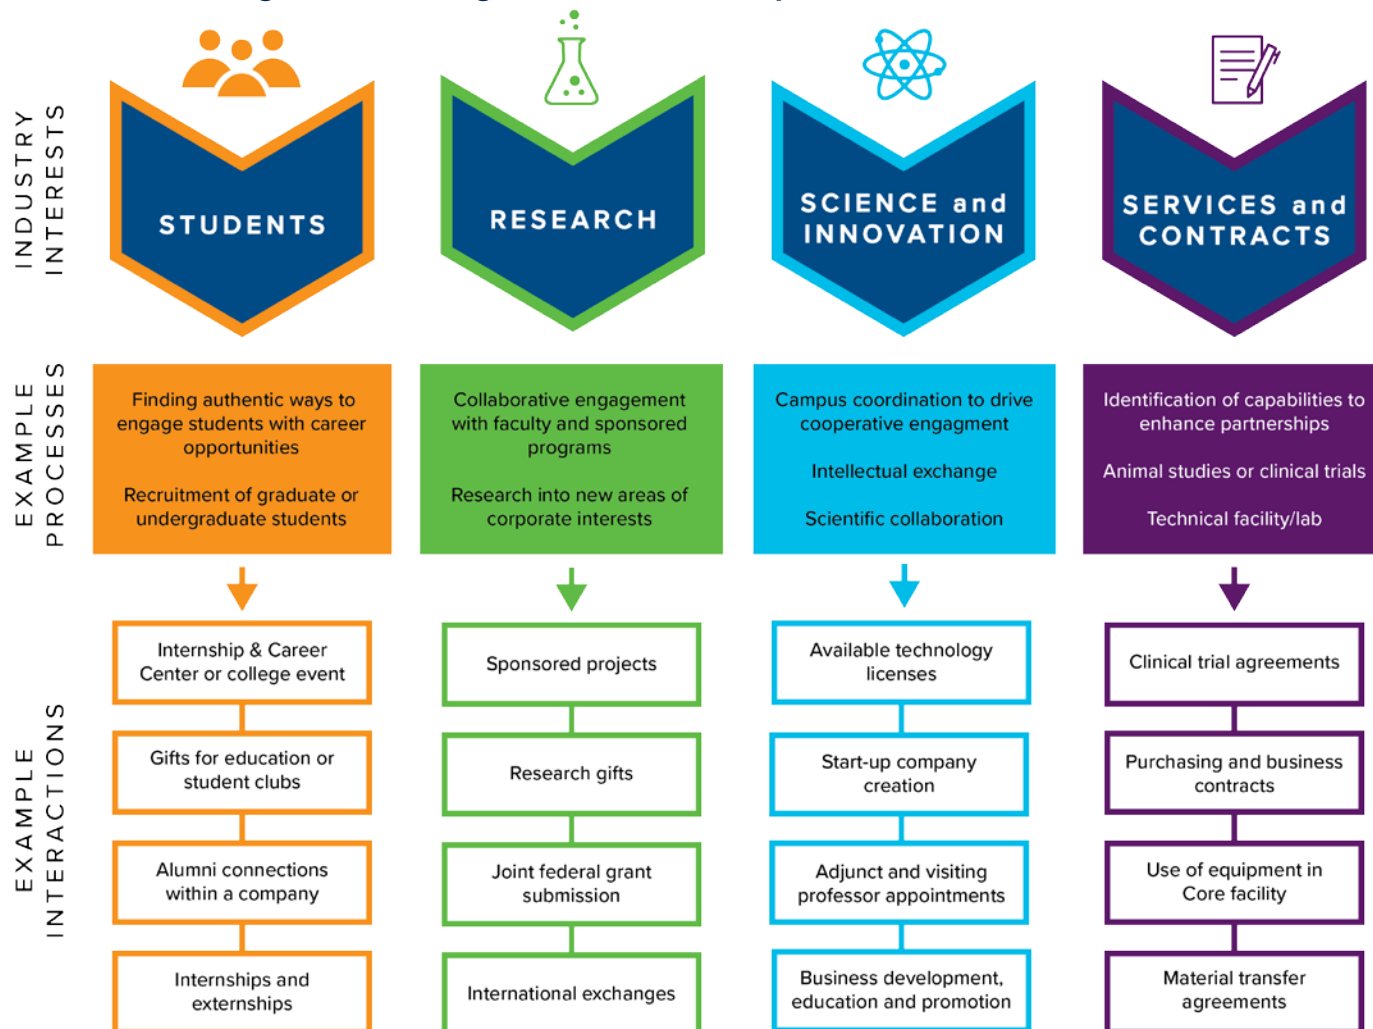 INDUSTRY
INTERESTS
STUDENTS
RESEARCH
SCIENCE and
INNOVATION
SERVICES and
CONTRACTS
EXAMPLE
PROCESSES
Finding authentic ways to
engage students with career
opportunities
Recruitment of graduate or
undergraduate students
Collaborative engagement
with faculty and sponsored
programs
Research into new areas of
corporate interests
Campus coordination to drive
cooperative engagment
Intellectual exchange
Scientific collaboration
Identification of capabilities to
enhance partnerships
Animal studies or clinical trials
Technical facility/lab
EXAMPLE
INTERACTIONS
Internship & Career
Center or college event
Gifts for education or
student clubs
Alumni connections
within a company
Internships and
externships
Sponsored projects
Research gifts
Joint federal grant
submission
International exchanges
Available technology
licenses
Start-up company
creation
Adjunct and visiting
professor appointments
Business development,
education and promotion
Clinical trial agreements
Purchasing and business
contracts
Use of equipment in
Core facility
Material transfer
agreements